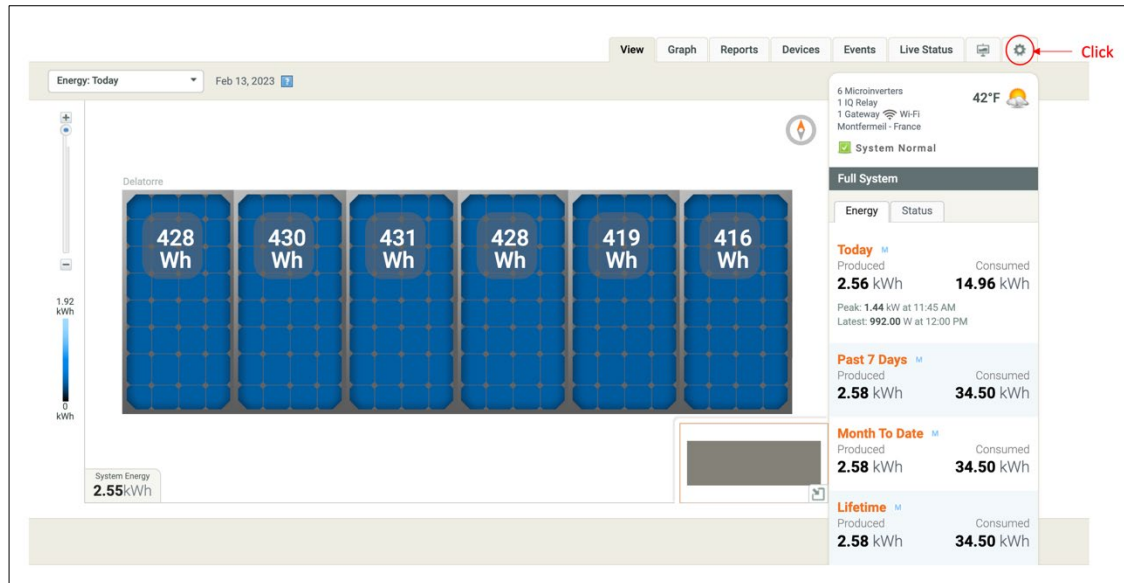 View Graph Reports Devices Events Live Status
Click
Energy: Today
Feb 13, 2023 ?
6 Microinverters
1 IQ Relay
1 Gateway Wi-Fi
Montfermeil - France
42°F
System Normal
Delatorre
428
Wh
430
Wh
431
Wh
428
Wh
419
Wh
416
Wh
1.92
kWh
0
kWh
System Energy
2.55kWh
Full System
Energy Status
Today M
Produced Consumed
2.56 kWh 14.96 kWh
Peak: 1.44 kW at 11:45 AM
Latest: 992.00 W at 12:00 PM
Past 7 Days M
Produced Consumed
2.58 kWh 34.50 kWh
Month To Date M
Produced Consumed
2.58 kWh 34.50 kWh
Lifetime M
Produced Consumed
2.58 kWh 34.50 kWh